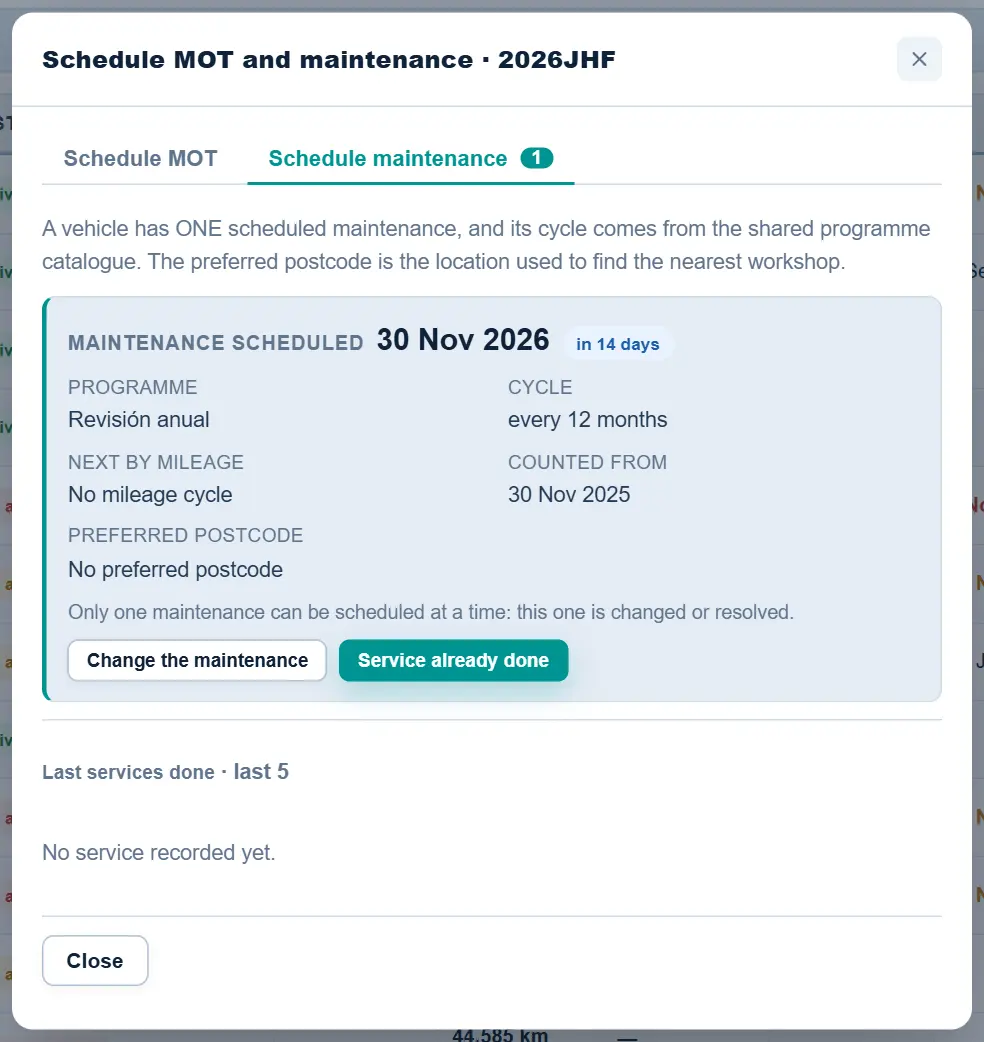 Schedule MOT and maintenance · 2026JHF
Schedule MOT
Schedule maintenance 1
A vehicle has ONE scheduled maintenance, and its cycle comes from the shared programme
catalogue. The preferred postcode is the location used to find the nearest workshop.
MAINTENANCE SCHEDULED 30 Nov 2026 in 14 days
PROGRAMME
Revisión anual
CYCLE
every 12 months
NEXT BY MILEAGE
No mileage cycle
COUNTED FROM
30 Nov 2025
PREFERRED POSTCODE
No preferred postcode
Only one maintenance can be scheduled at a time: this one is changed or resolved.
Change the maintenance
Service already done
Last services done · last 5
No service recorded yet.
Close
44.585 km